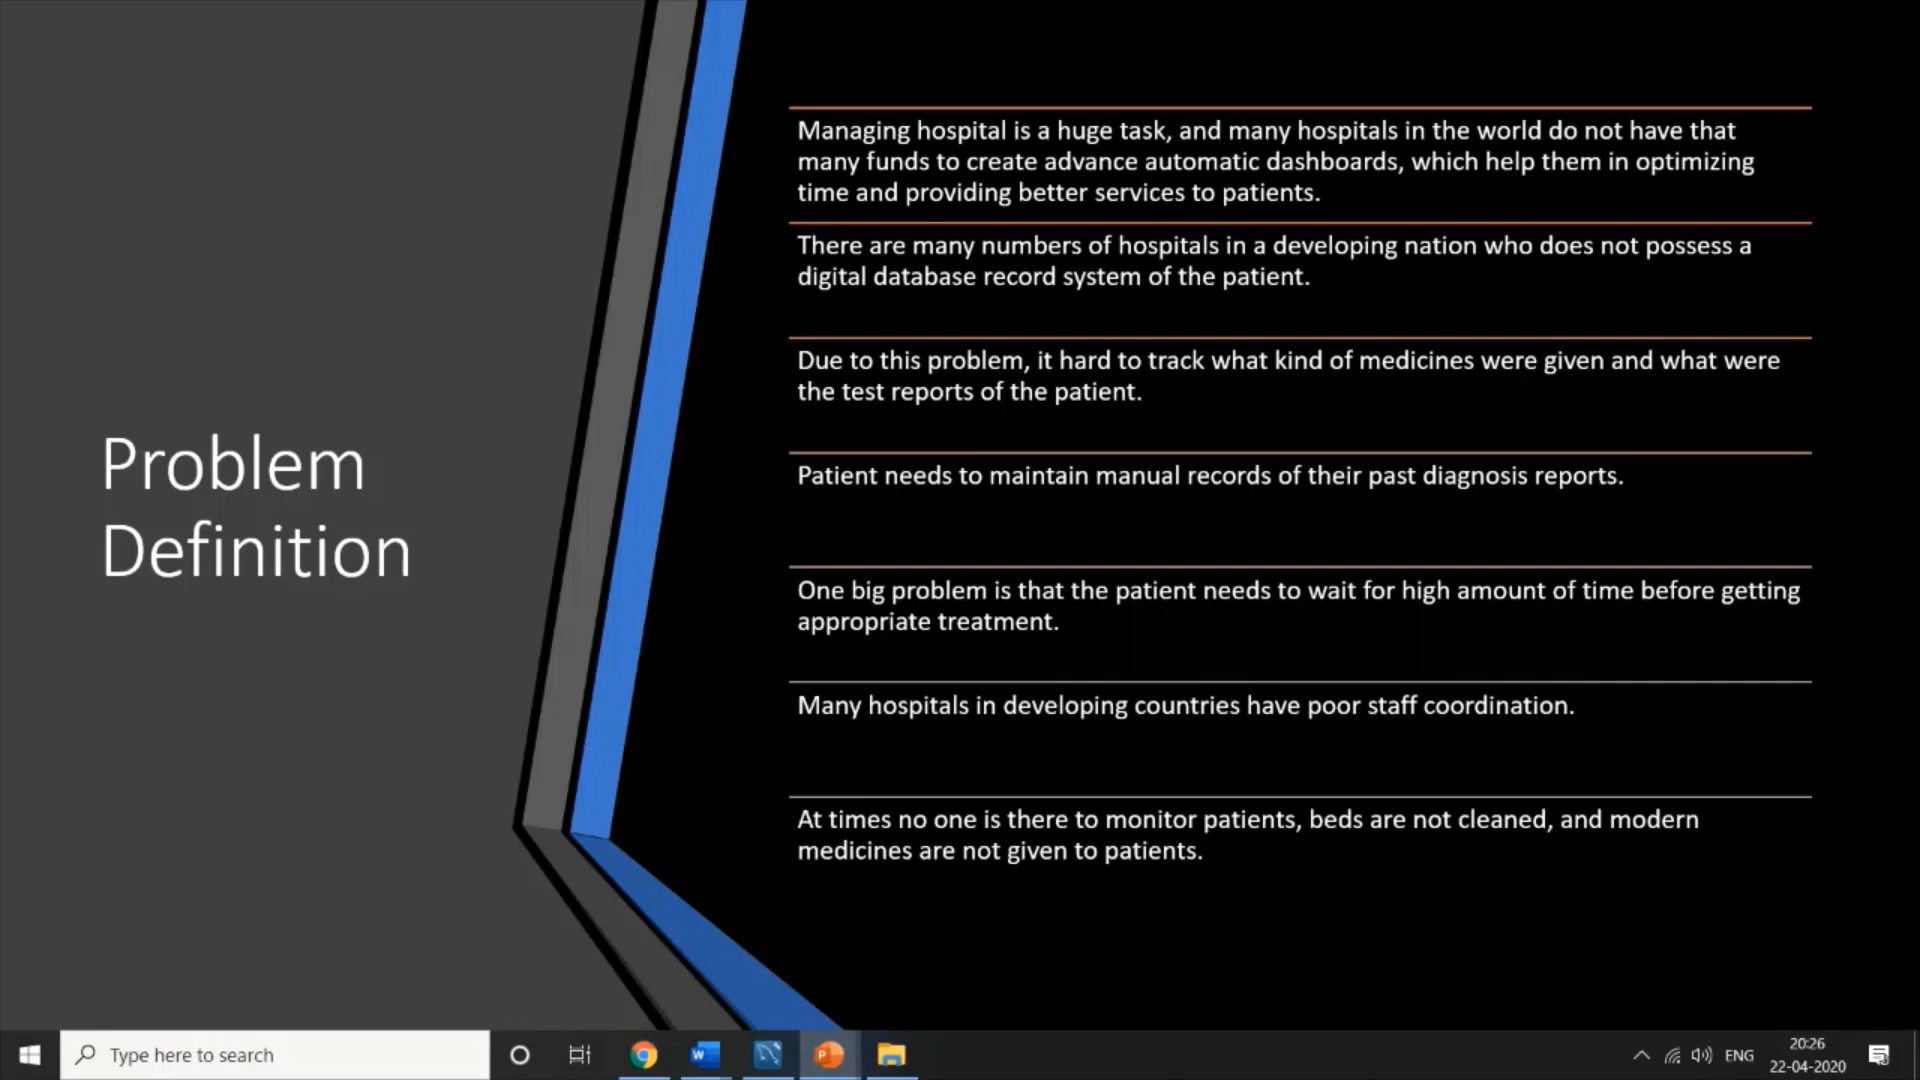 Problem
Definition
Managing hospital is a huge task, and many hospitals in the world do not have that
many funds to create advance automatic dashboards, which help them in optimizing
time and providing better services to patients.
There are many numbers of hospitals in a developing nation who does not possess a
digital database record system of the patient.
Due to this problem, it hard to track what kind of medicines were given and what were
the test reports of the patient.
Patient needs to maintain manual records of their past diagnosis reports.
One big problem is that the patient needs to wait for high amount of time before getting
appropriate treatment.
Many hospitals in developing countries have poor staff coordination.
At times no one is there to monitor patients, beds are not cleaned, and modern
medicines are not given to patients.
Type here to search
W
P
ENG
20:26
22-04-2020